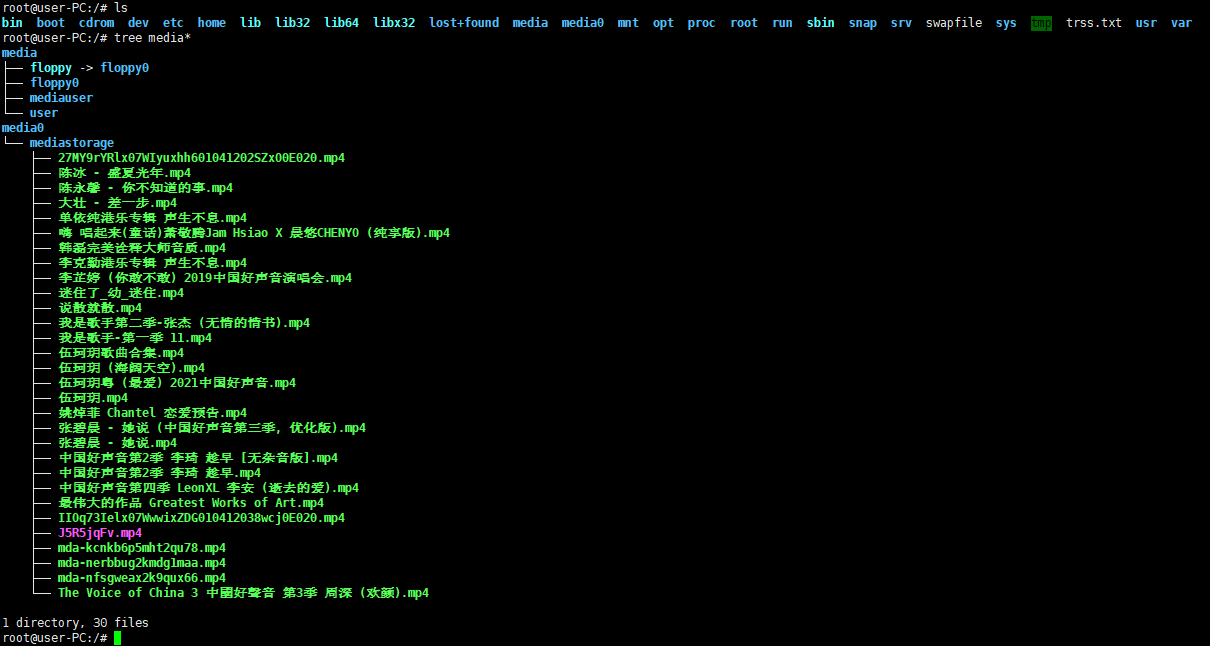 root@user-PC:/# ls
bin boot cdrom dev etc home lib lib32 lib64 libx32 lost+found media media0 mnt opt proc root run sbin snap srv swapfile sys tmp trss.txt usr var
root@user-PC:/# tree media*
media
├── floppy -> floppy0
├── floppy0
├── mediauser
└── user
media0
└── mediastorage
    ├── 27MY9rYRlx07WIyuxhh601041202SZxO0E020.mp4
    ├── 陈冰 - 盛夏光年.mp4
    ├── 陈永馨 - 你不知道的事.mp4
    ├── 大壮 - 差一步.mp4
    ├── 单依纯港乐专辑 声生不息.mp4
    ├── 嗨 唱起来(童话)萧敬腾Jam Hsiao X 晨悠CHENYO (纯享版).mp4
    ├── 韩磊完美诠释大师音质.mp4
    ├── 李克勤港乐专辑 声生不息.mp4
    ├── 李芷婷 (你敢不敢) 2019中国好声音演唱会.mp4
    ├── 迷住了_幼_迷住.mp4
    ├── 说散就散.mp4
    ├── 我是歌手第二季-张杰 (无情的情书).mp4
    ├── 我是歌手-第一季 11.mp4
    ├── 伍珂玥歌曲合集.mp4
    ├── 伍珂玥 (海阔天空).mp4
    ├── 伍珂玥粤 (最爱) 2021中国好声音.mp4
    ├── 伍珂玥.mp4
    ├── 姚焯菲 Chantel 恋爱预告.mp4
    ├── 张碧晨 - 她说 (中国好声音第三季, 优化版).mp4
    ├── 张碧晨 - 她说.mp4
    ├── 中国好声音第2季 李琦 趁早 [无杂音版].mp4
    ├── 中国好声音第2季 李琦 趁早.mp4
    ├── 中国好声音第四季 LeonXL 李安 (逝去的爱).mp4
    ├── 最伟大的作品 Greatest Works of Art.mp4
    ├── IIOq73Ielx07WwwixZDG010412038wcj0E020.mp4
    ├── J5R5jqFv.mp4
    ├── mda-kcnkb6p5mht2qu78.mp4
    ├── mda-nerbbug2kmdg1maa.mp4
    ├── mda-nfsgweax2k9qux66.mp4
    └── The Voice of China 3 中國好聲音 第3季 周深 (欢颜).mp4
1 directory, 30 files
root@user-PC:/#